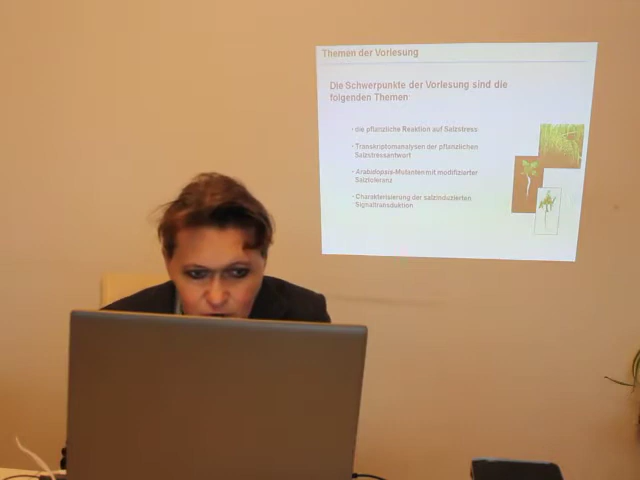 Themen der Vorlesung
Die Schwerpunkte der Vorlesung sind die
folgenden Themen:
• die pflanzliche Reaktion auf Salzstress
• Transkriptomanalysen der pflanzlichen
Salzstressantwort
• Arabidopsis-Mutanten mit modifizierter
Salztoleranz
• Charakterisierung der salzinduzierten
Signaltransduktion